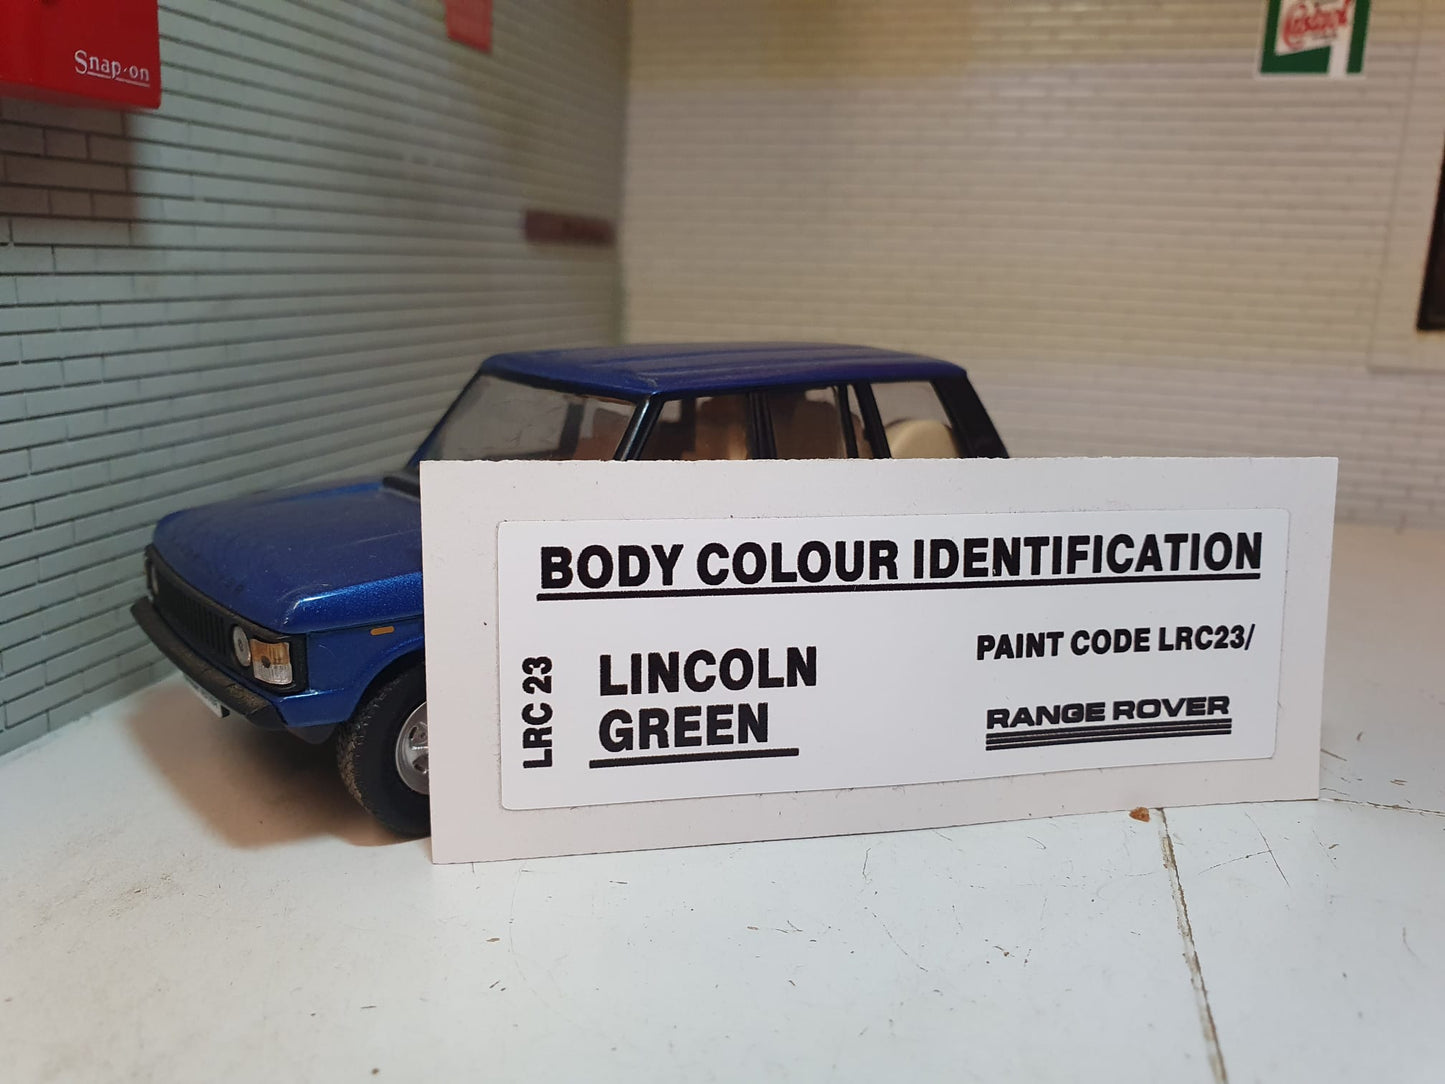 Snap-on
Castrol
BODY COLOUR IDENTIFICATION
LRC 23
LINCOLN
GREEN
PAINT CODE LRC23/
RANGE ROVER